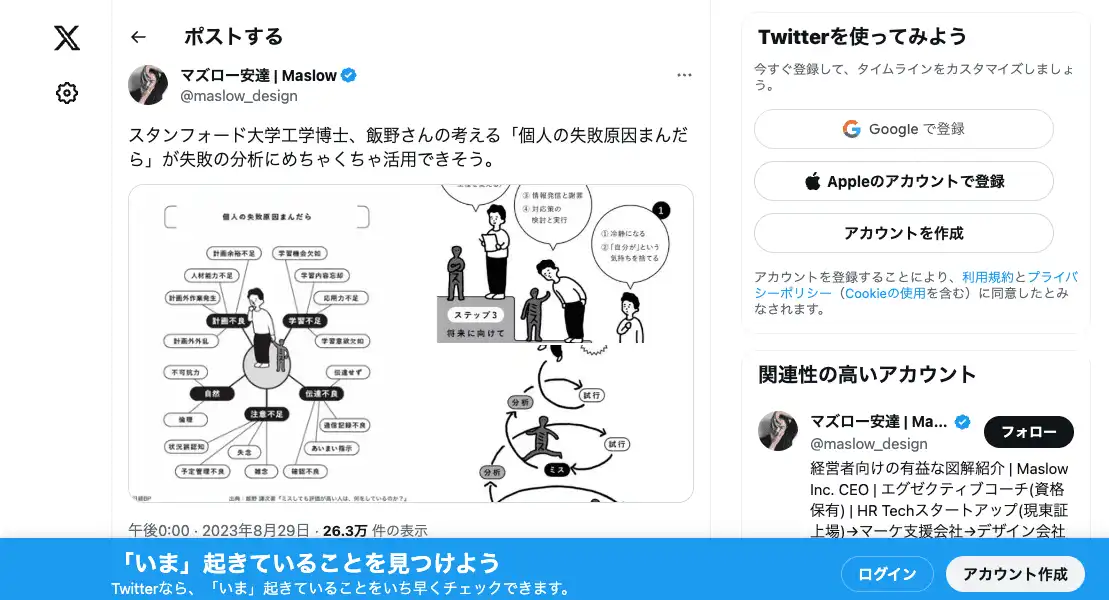 ポストする
マズロー安達 | Maslow
@maslow_design
スタンフォード大学工学博士、飯野さんの考える「個人の失敗原因まんだ
ら」が失敗の分析にめちゃくちゃ活用できそう。
個人の失敗原因まんだら
計画余裕不足
学習機会欠如
人材能力不足
学習内容忘却
計画外作業発生
応用力不足
計画不良
学習不足
計画外外乱
学習意欲欠如
不可抗力
伝達せず
自然
伝達不良
倫理
注意不足
通信記録不良
状況誤認知
失念
あいまい指示
予定管理不良
雑念
確認不良
出典：飯野 謙次著『ミスしても評価が高い人は、何をしているのか？』
③ 情報発信と謝罪
④ 対応策の
検討と実行
1
① 冷静になる
② 「自分が」という
気持ちを捨てる
ステップ3
将来に向けて
分析
試行
試行
分析
ミス
午後0:00 · 2023年8月29日 · 26.3万 件の表示
Twitterを使ってみよう
今すぐ登録して、タイムラインをカスタマイズしましょ
う。
Google で登録
Appleのアカウントで登録
アカウントを作成
アカウントを登録することにより、利用規約とプライバ
シーポリシー（Cookieの使用を含む）に同意したとみ
なされます。
関連性の高いアカウント
マズロー安達 | Ma...
@maslow_design
フォロー
経営者向けの有益な図解紹介 | Maslow
Inc. CEO | エグゼクティブコーチ(資格
保有) | HR Techスタートアップ(現東証
上場)→マーケ支援会社→デザイン会社
「いま」起きていることを見つけよう
Twitterなら、「いま」起きていることをいち早くチェックできます。
ログイン
アカウント作成